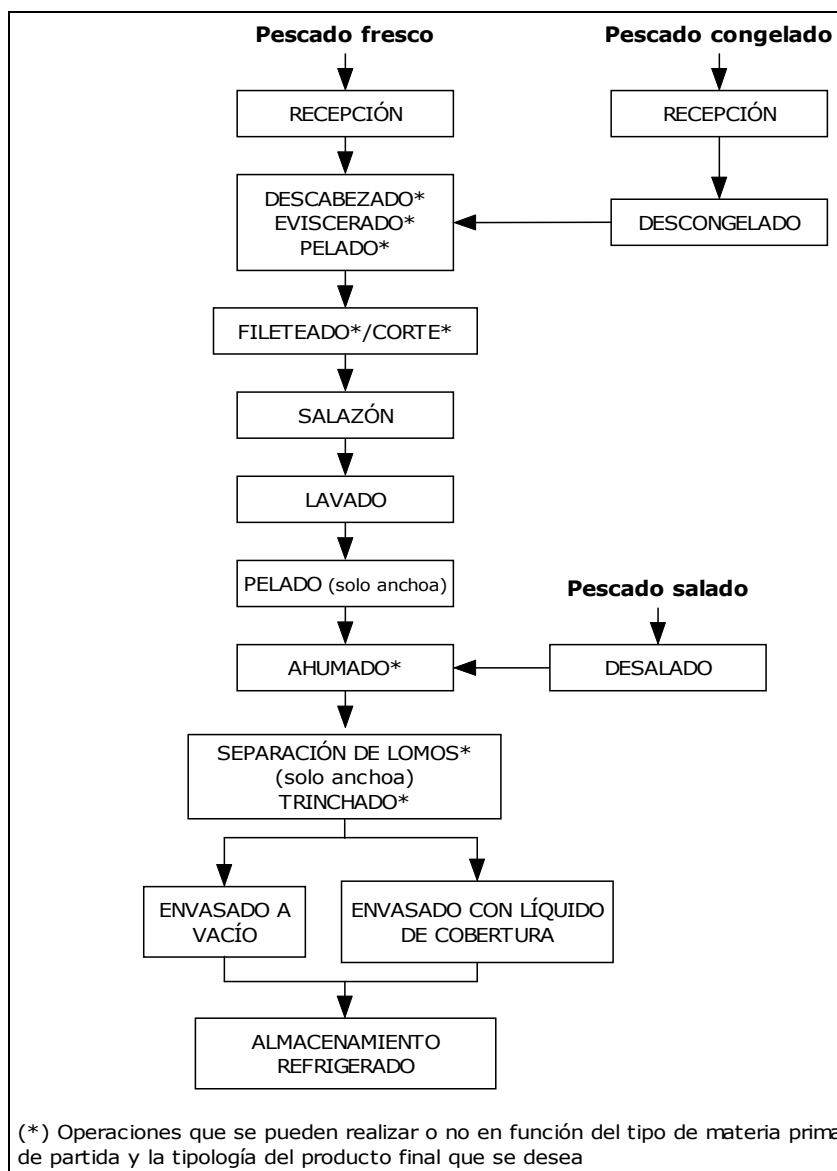 Pescado fresco
Pescado congelado
RECEPCIÓN
RECEPCIÓN
DESCABEZADO*
EVISCERADO*
PELADO*
DESCONGELADO
FILETEADO*/CORTE*
SALAZÓN
LAVADO
PELADO (solo anchoa)
Pescado salado
AHUMADO*
DESALADO
SEPARACIÓN DE LOMOS*
(solo anchoa)
TRINCHADO*
ENVASADO A
VACÍO
ENVASADO CON LÍQUIDO
DE COBERTURA
ALMACENAMIENTO
REFRIGERADO
(*) Operaciones que se pueden realizar o no en función del tipo de materia prima
de partida y la tipología del producto final que se desea